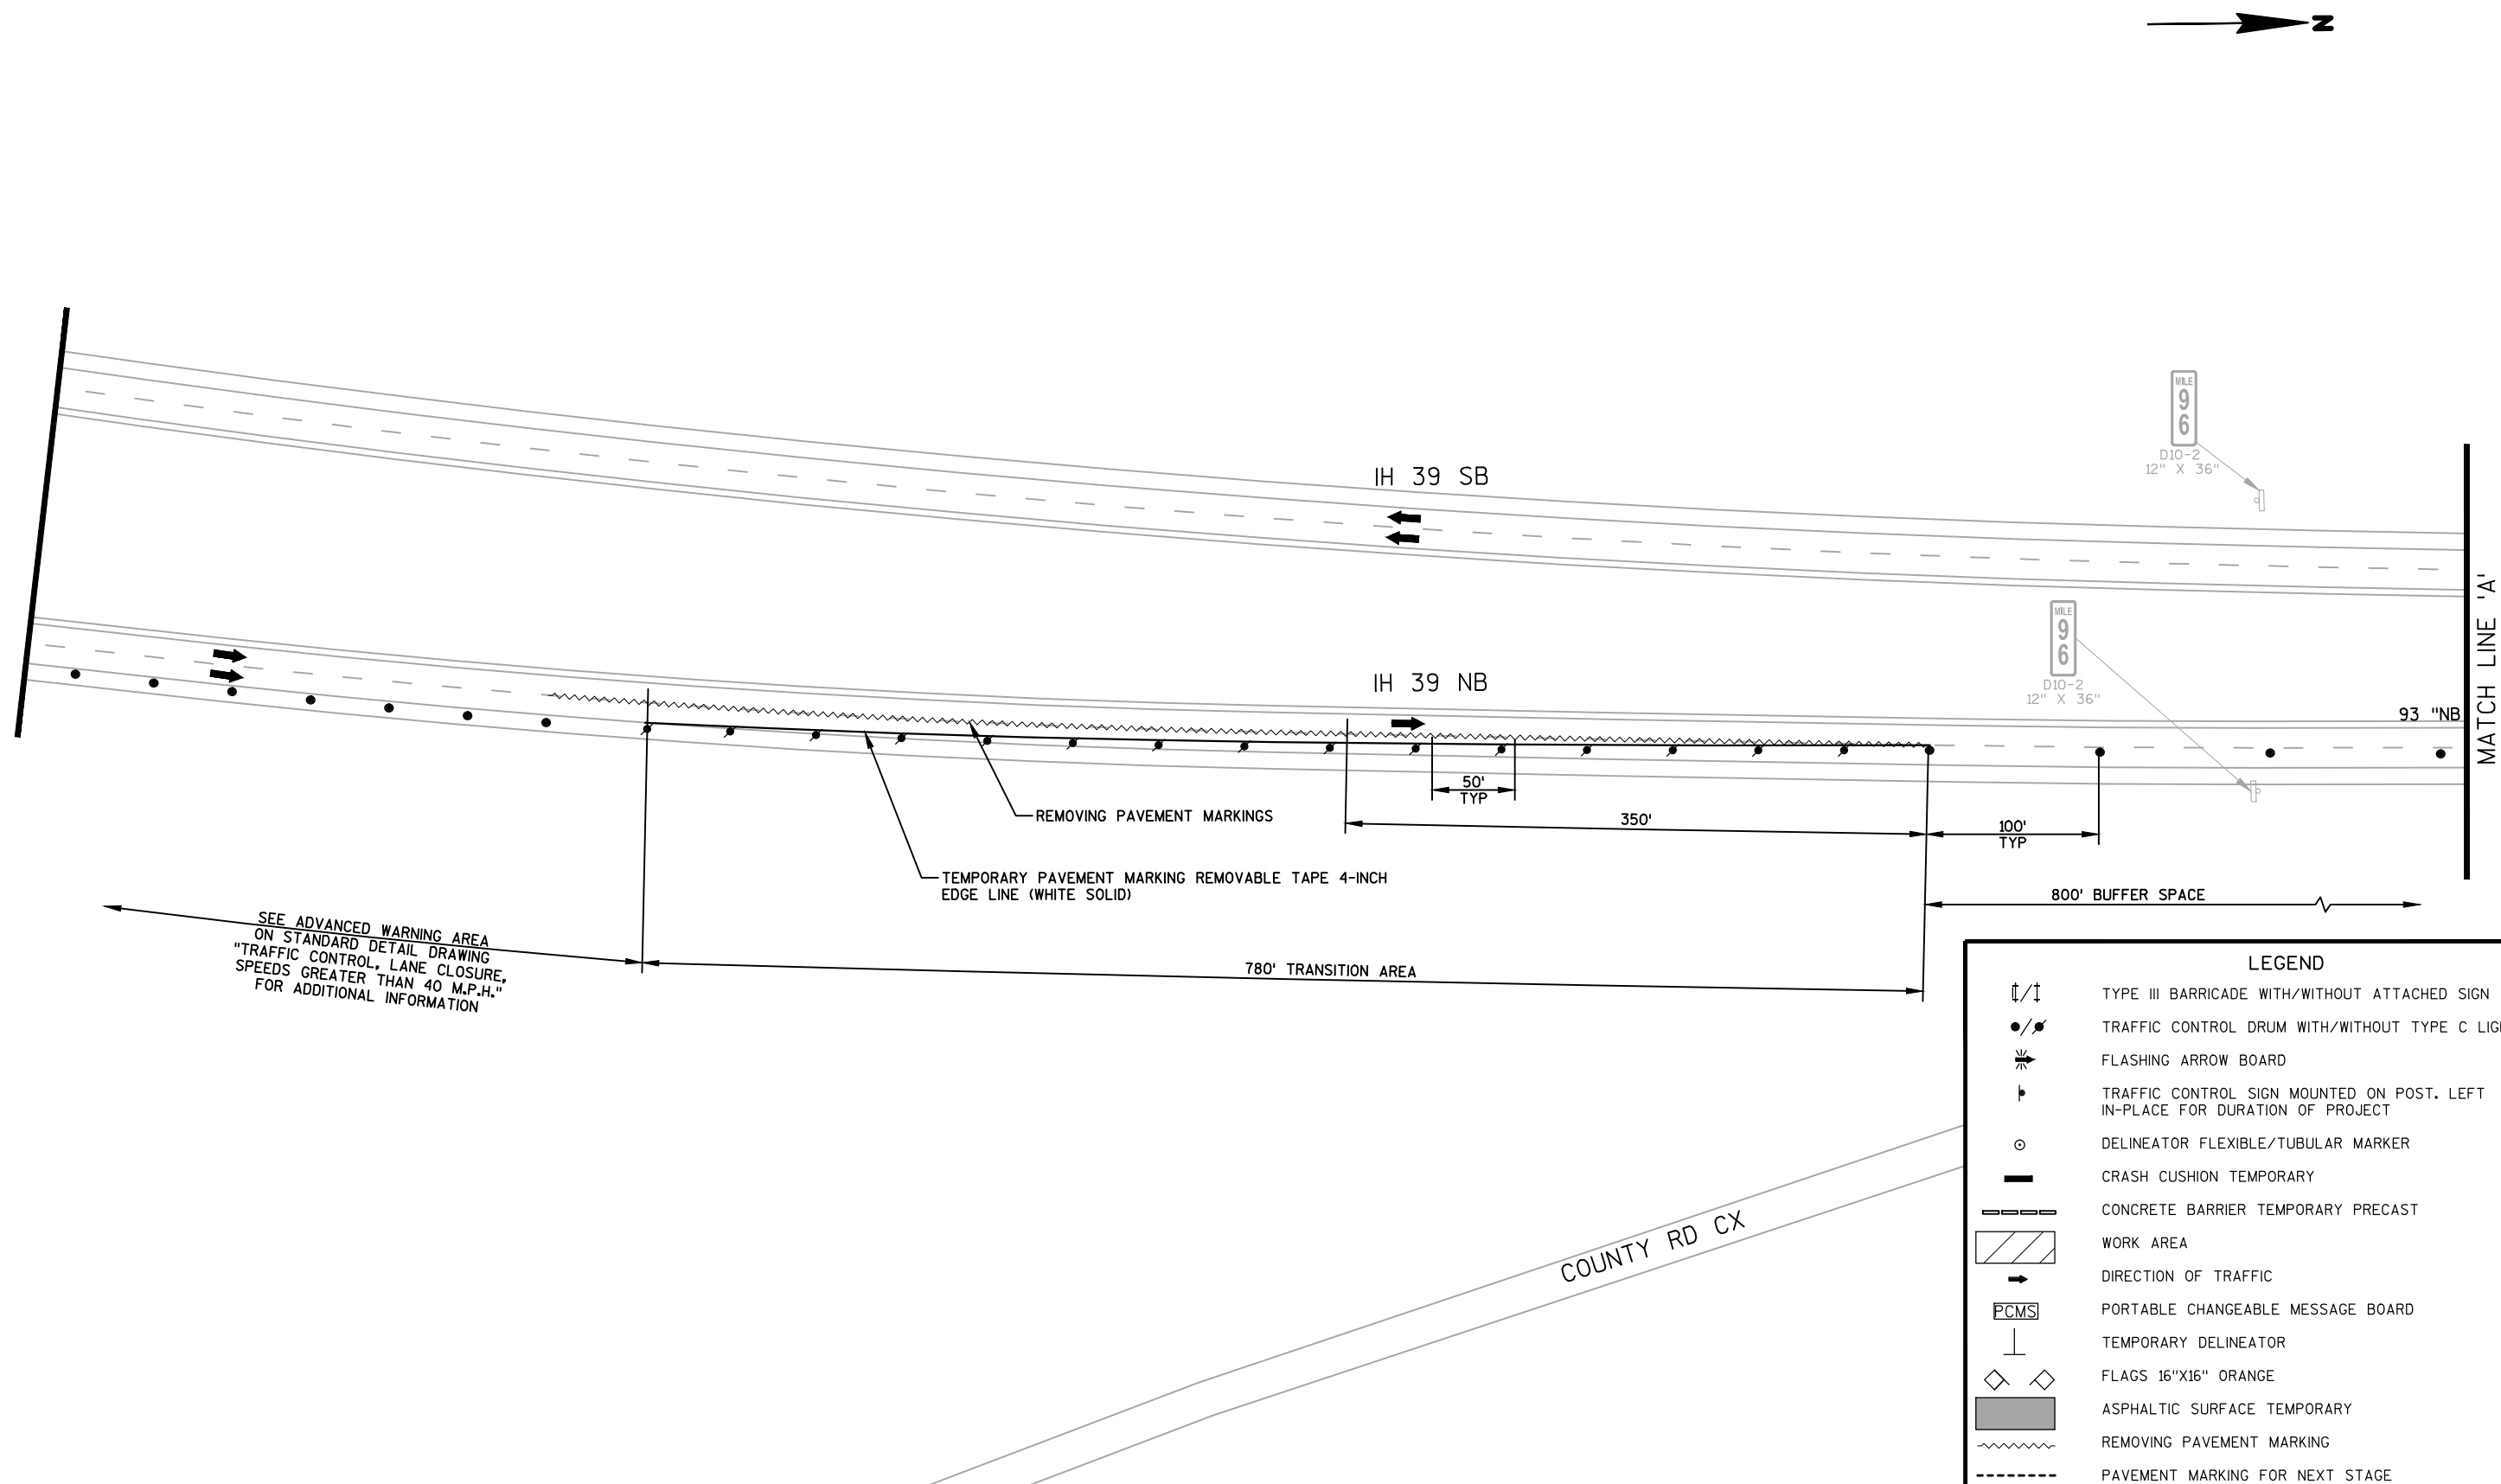 N
MILE
9
6
D10-2
12" X 36"
IH 39 SB
MILE
9
6
D10-2
12" X 36"
IH 39 NB
93 "NB
MATCH LINE 'A'
50'
TYP
REMOVING PAVEMENT MARKINGS
350'
100'
TYP
TEMPORARY PAVEMENT MARKING REMOVABLE TAPE 4-INCH
EDGE LINE (WHITE SOLID)
800' BUFFER SPACE
SEE ADVANCED WARNING AREA
ON STANDARD DETAIL DRAWING
"TRAFFIC CONTROL, LANE CLOSURE,
SPEEDS GREATER THAN 40 M.P.H."
FOR ADDITIONAL INFORMATION
780' TRANSITION AREA
COUNTY RD CX
LEGEND
TYPE III BARRICADE WITH/WITHOUT ATTACHED SIGN
TRAFFIC CONTROL DRUM WITH/WITHOUT TYPE C
FLASHING ARROW BOARD
TRAFFIC CONTROL SIGN MOUNTED ON POST. LEFT
IN-PLACE FOR DURATION OF PROJECT
DELINEATOR FLEXIBLE/TUBULAR MARKER
CRASH CUSHION TEMPORARY
CONCRETE BARRIER TEMPORARY PRECAST
WORK AREA
DIRECTION OF TRAFFIC
PCMS PORTABLE CHANGEABLE MESSAGE BOARD
TEMPORARY DELINEATOR
FLAGS 16"X16" ORANGE
ASPHALTIC SURFACE TEMPORARY
REMOVING PAVEMENT MARKING
PAVEMENT MARKING FOR NEXT STAGE